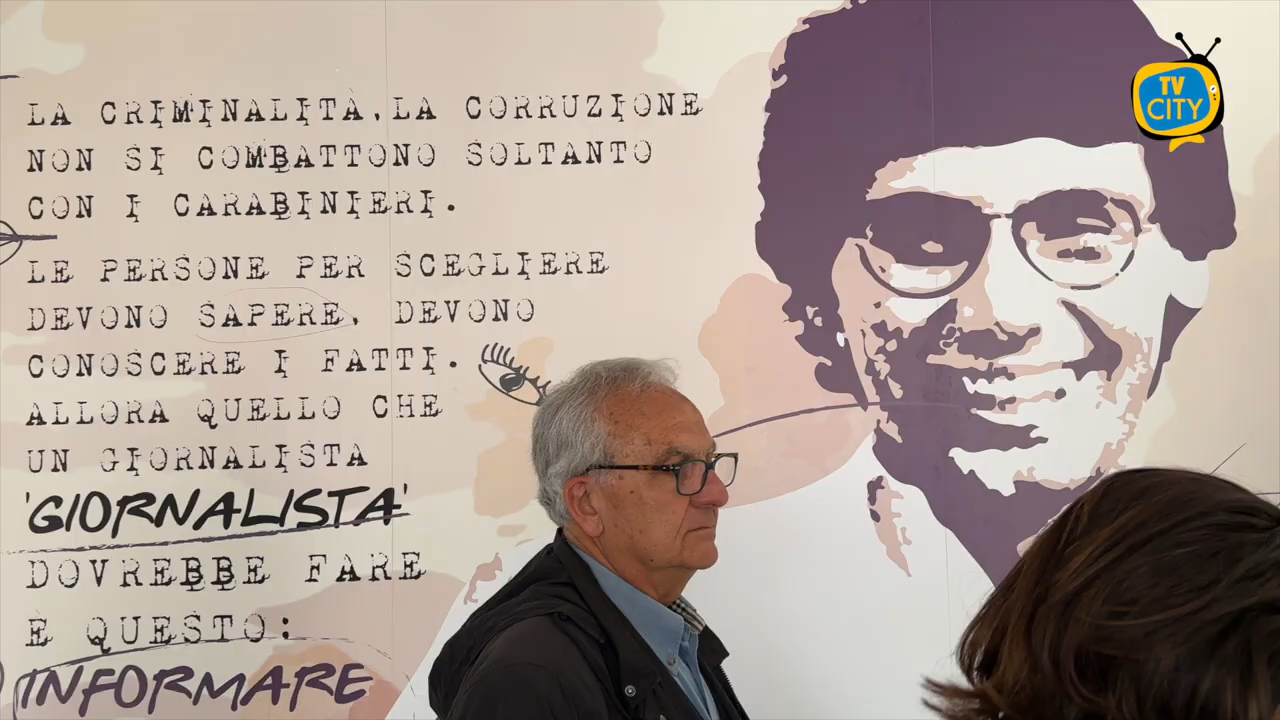 LA CRIMINALITÀ, LA CORRUZIONE
NON SI COMBATTONO SOLTANTO
CON I CARABINIERI.
LE PERSONE PER SCEGLIERE
DEVONO SAPERE, DEVONO
CONOSCERE I FATTI.
ALLORA QUELLO CHE
UN GIORNALISTA
'GIORNALISTA'
DOVREBBE FARE
È QUESTO:
INFORMARE
TV
CITY